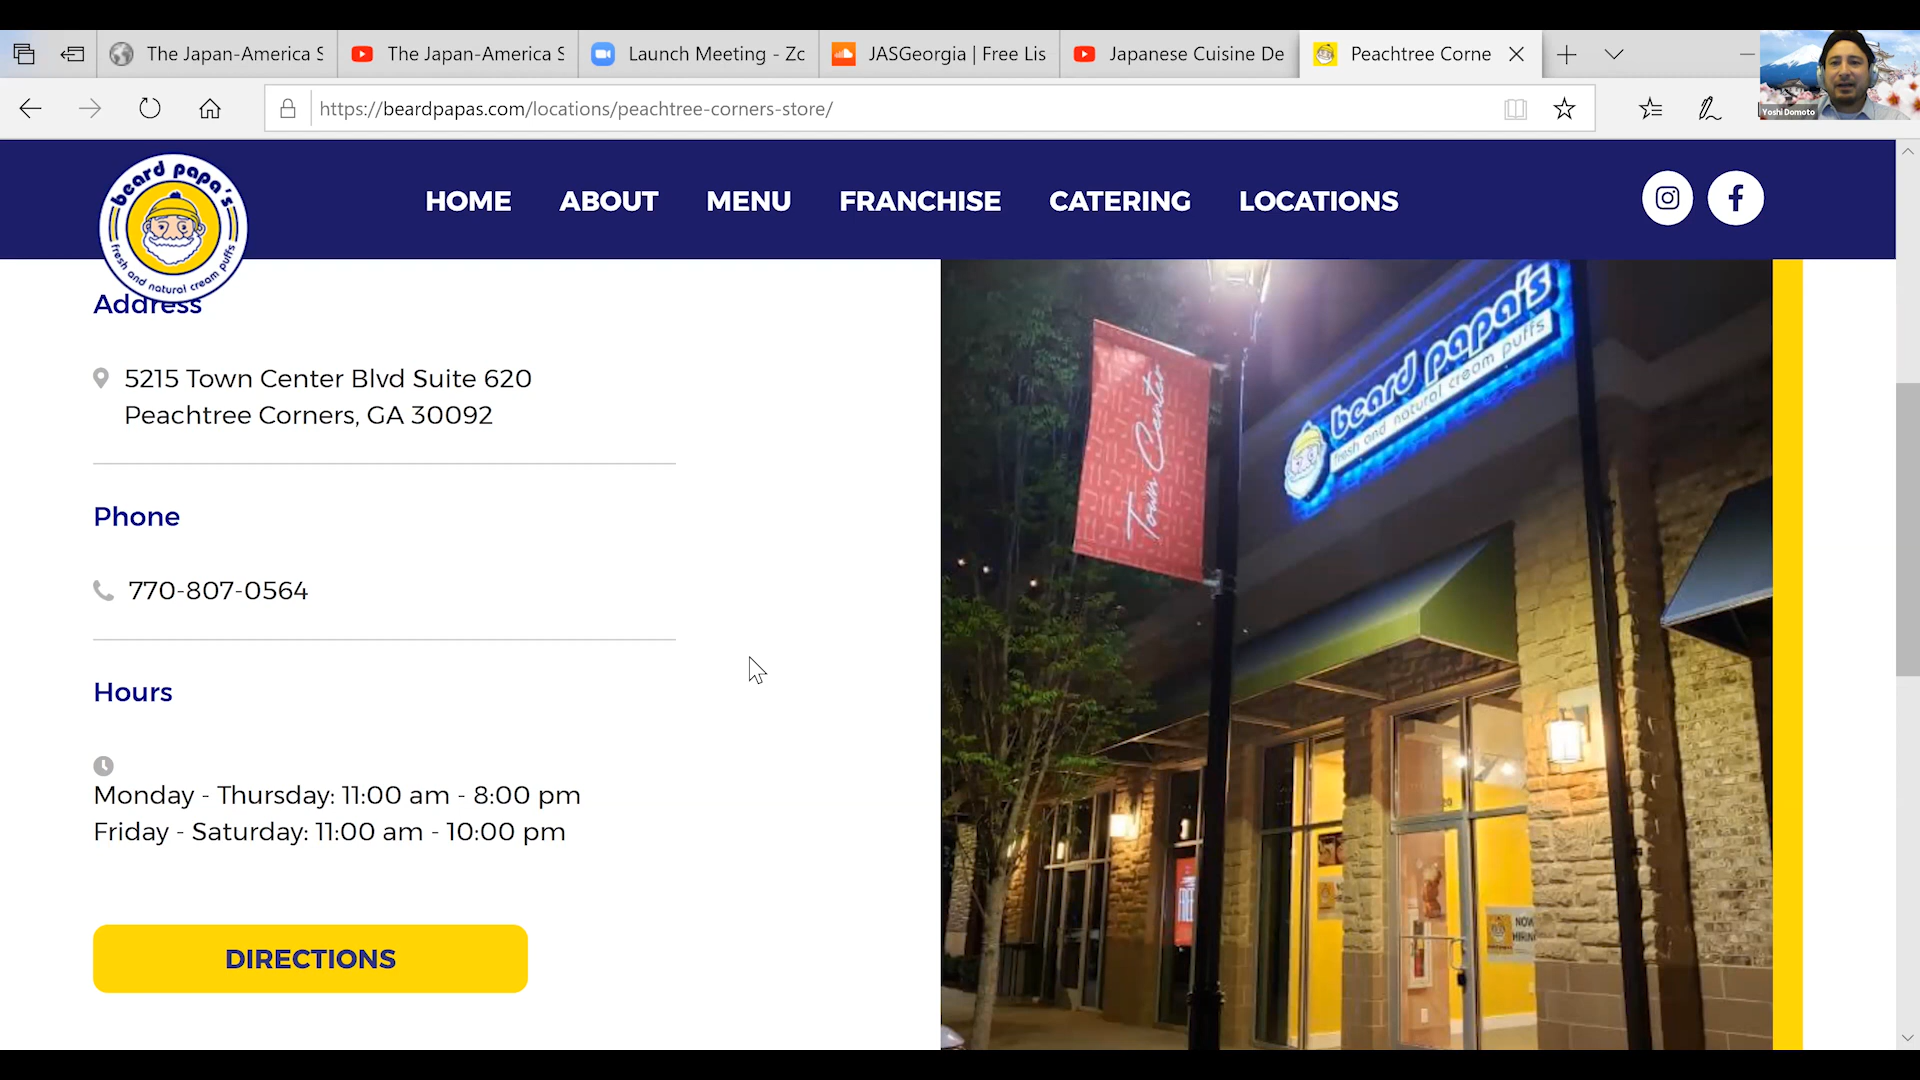 The Japan-America S
The Japan-America S
Launch Meeting - Zc
JASGeorgia | Free Lis
Japanese Cuisine De
Peachtree Corne
https://beardpapas.com/locations/peachtree-corners-store/
Yoshi Domoto
beard papa's
fresh and natural cream puffs
HOME
ABOUT
MENU
FRANCHISE
CATERING
LOCATIONS
Address
5215 Town Center Blvd Suite 620
Peachtree Corners, GA 30092
Phone
770-807-0564
Hours
Monday - Thursday: 11:00 am - 8:00 pm
Friday - Saturday: 11:00 am - 10:00 pm
DIRECTIONS
Town Center
beard papa's
fresh and natural cream puffs
NOW
HIRING